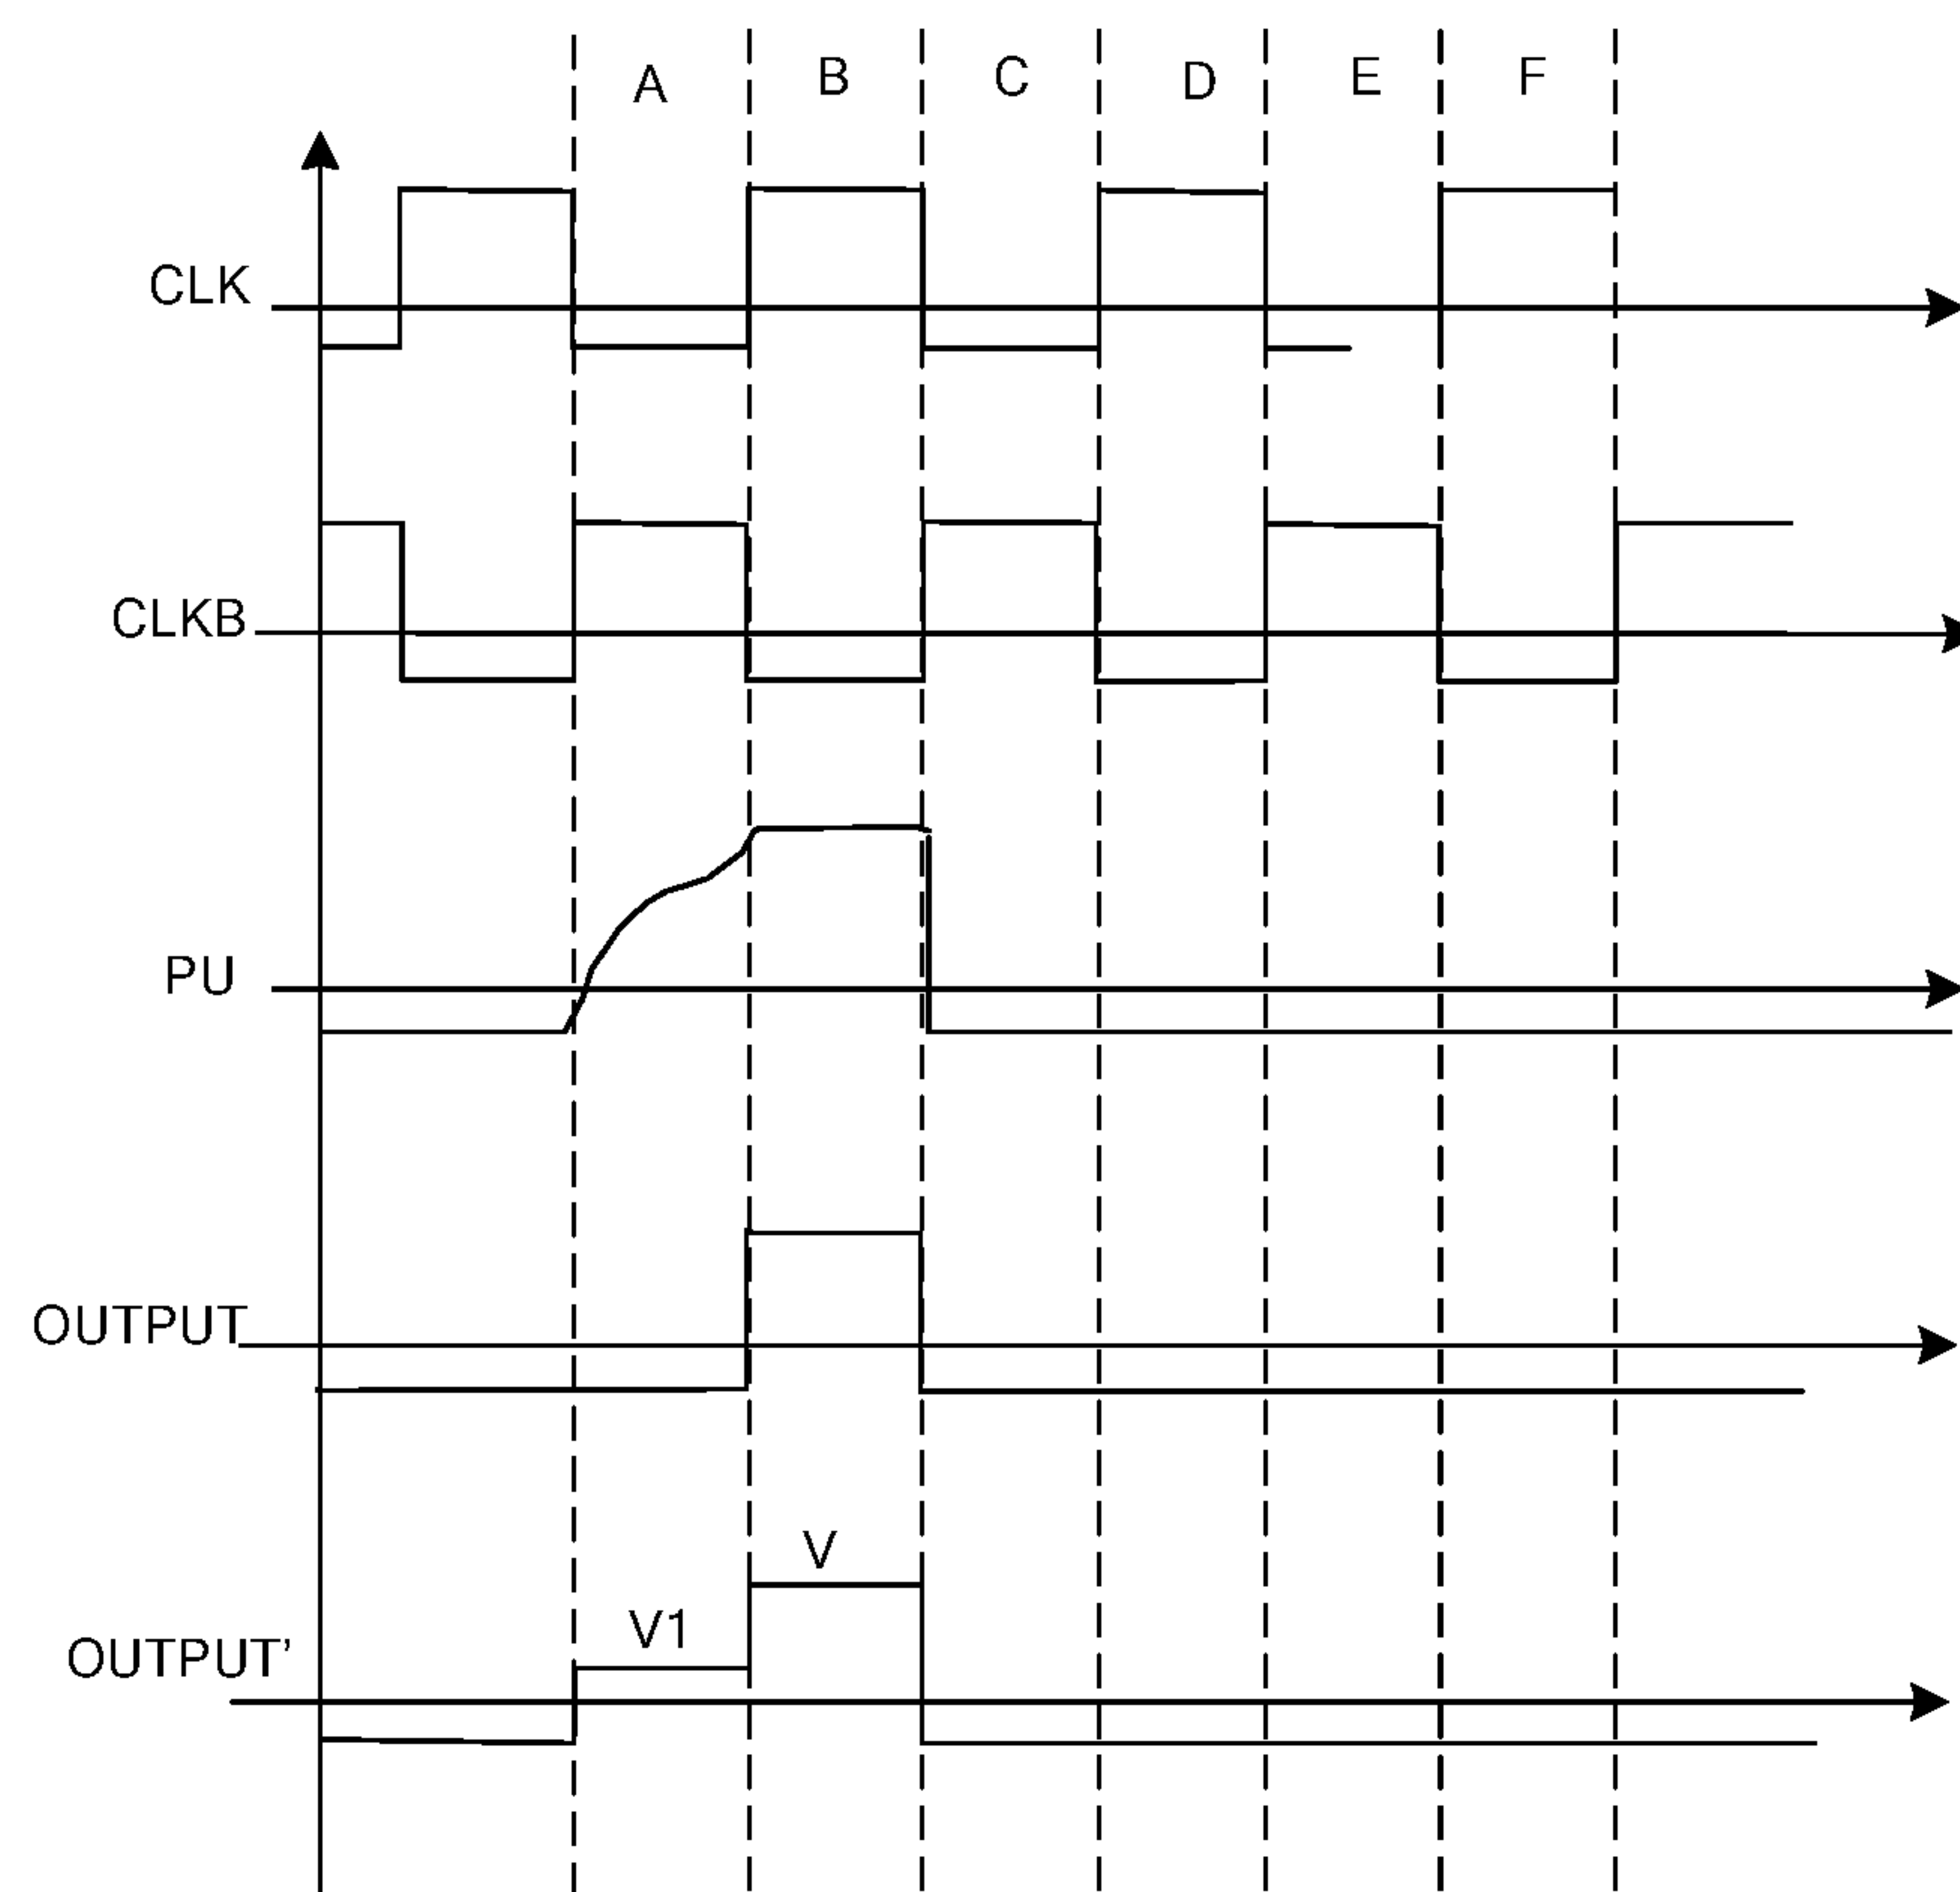 A B C D E F
CLK
CLKB
PU
OUTPUT
V
V1
OUTPUT’